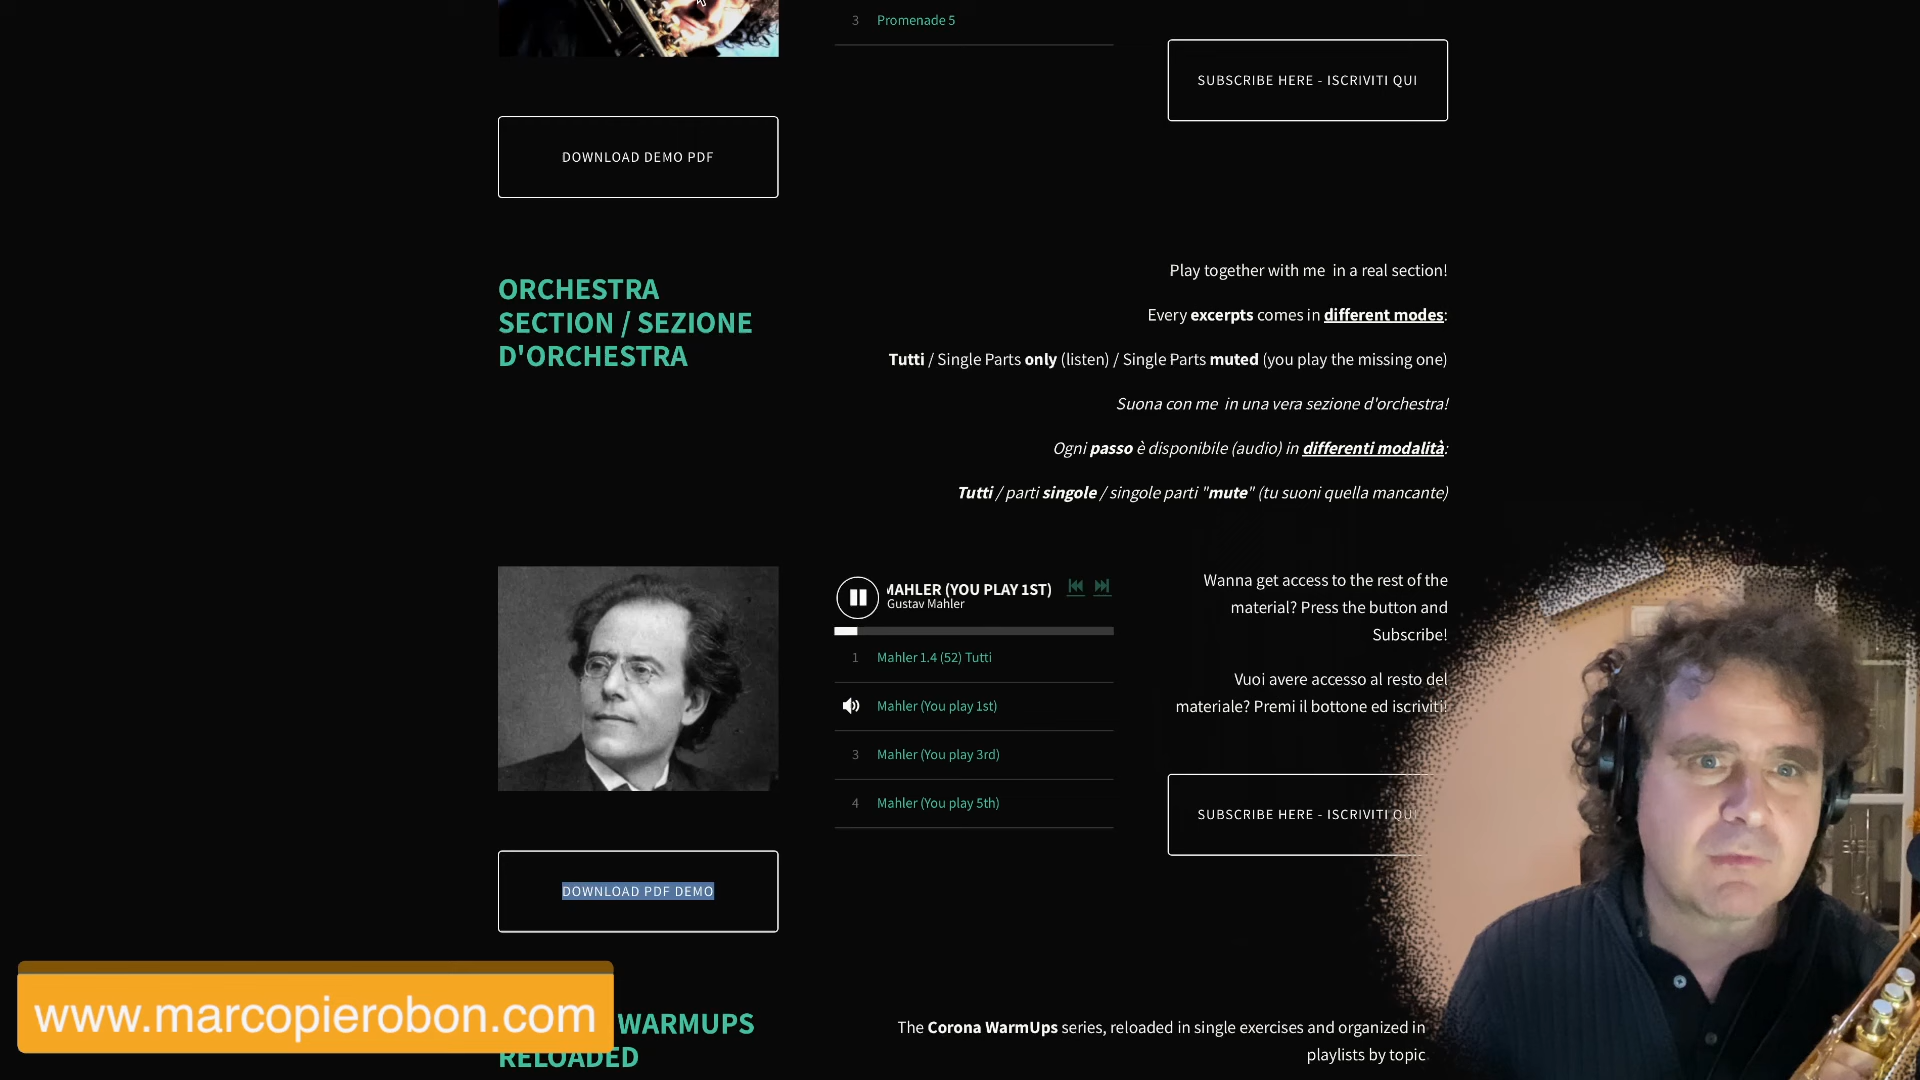 3 Promenade 5
SUBSCRIBE HERE - ISCRIVITI QUI
DOWNLOAD DEMO PDF
ORCHESTRA
SECTION / SEZIONE
D'ORCHESTRA
Play together with me in a real section!
Every excerpts comes in different modes:
Tutti / Single Parts only (listen) / Single Parts muted (you play the missing one)
Suona con me in una vera sezione d'orchestra!
Ogni passo è disponibile (audio) in differenti modalità:
Tutti / parti singole / singole parti "mute" (tu suoni quella mancante)
MAHLER (YOU PLAY 1ST)
Gustav Mahler
1 Mahler 1.4 (52) Tutti
Mahler (You play 1st)
3 Mahler (You play 3rd)
4 Mahler (You play 5th)
Wanna get access to the rest of the
material? Press the button and
Subscribe!
Vuoi avere accesso al resto del
materiale? Premi il bottone ed iscriviti!
SUBSCRIBE HERE - ISCRIVITI QUI
DOWNLOAD PDF DEMO
www.marcopierobon.com
WARMUPS
RELOADED
The Corona WarmUps series, reloaded in single exercises and organized in
playlists by topic